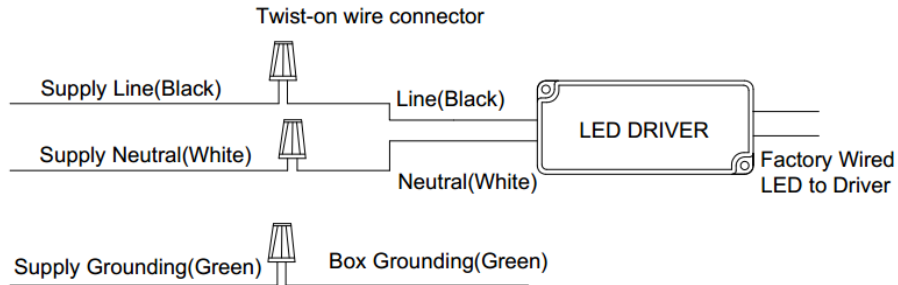 Twist-on wire connector
Supply Line(Black)
Line(Black)
LED DRIVER
Supply Neutral(White)
Neutral(White)
Factory Wired
LED to Driver
Supply Grounding(Green)
Box Grounding(Green)